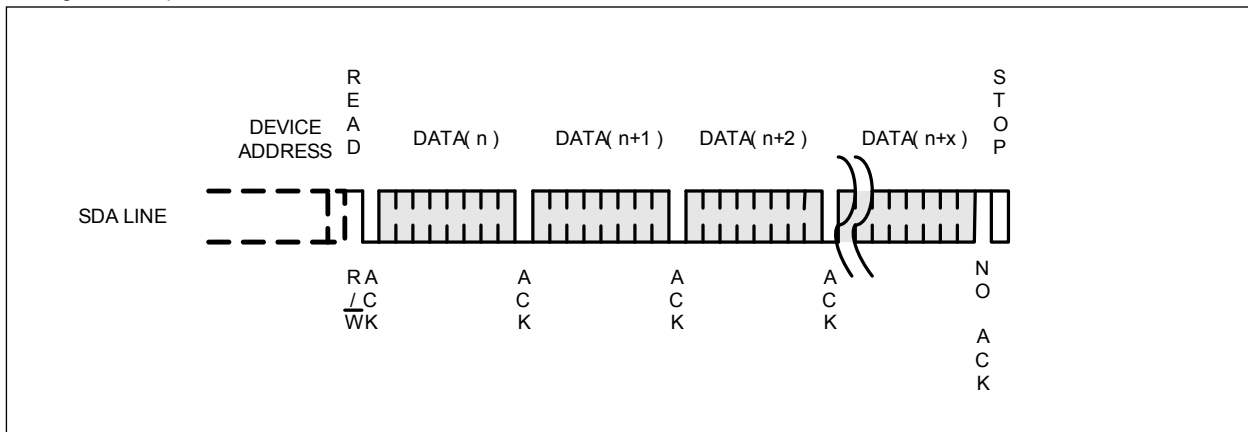 READ
STOP
DEVICE ADDRESS
DATA( n )
DATA( n+1 )
DATA( n+2 )
DATA( n+x )
SDA LINE
R/W
ACK
ACK
ACK
ACK
NO ACK